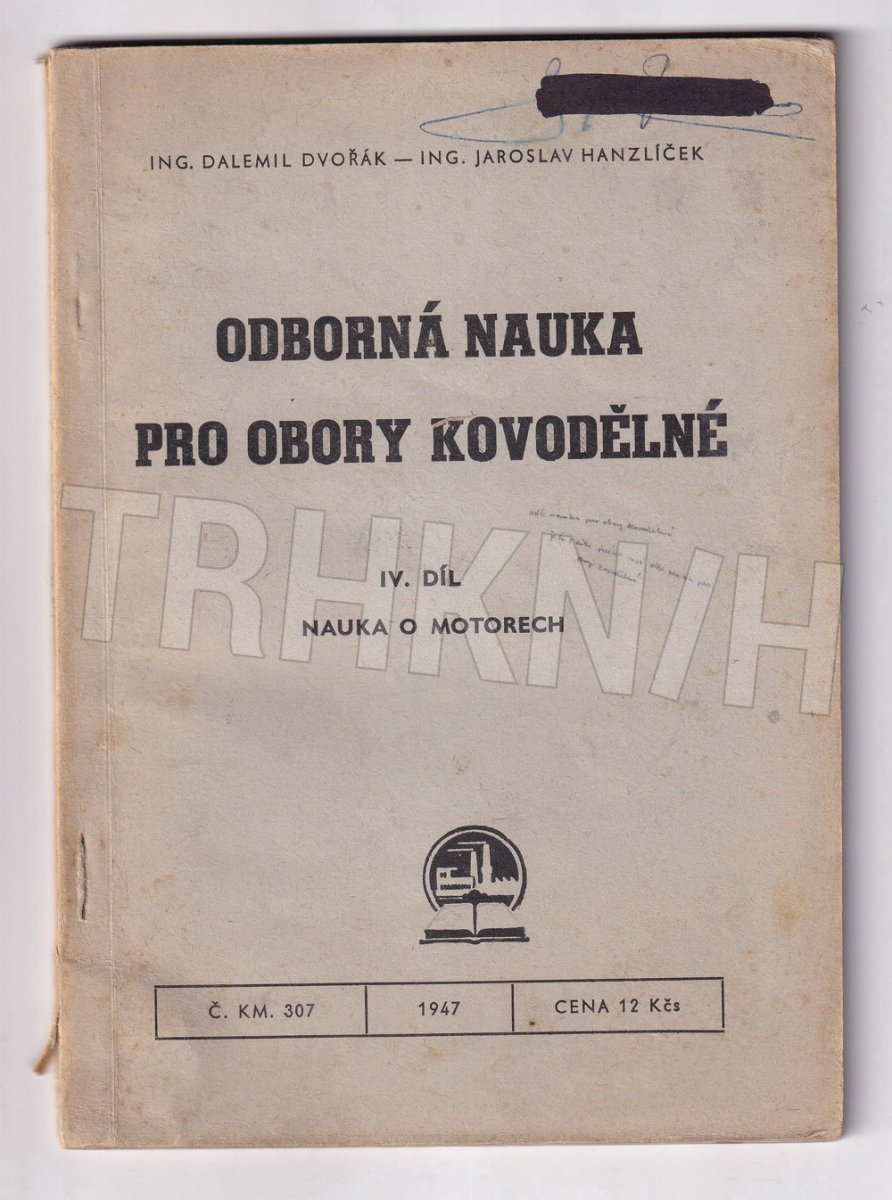 ING. DALEMIL DVOŘÁK — ING. JAROSLAV HANZLÍČEK
ODBORNÁ NAUKA
PRO OBORY KOVODĚLNÉ
TRHKN/H
IV. DÍL
NAUKA O MOTORECH
Č. KM. 307
1947
CENA 12 Kčs